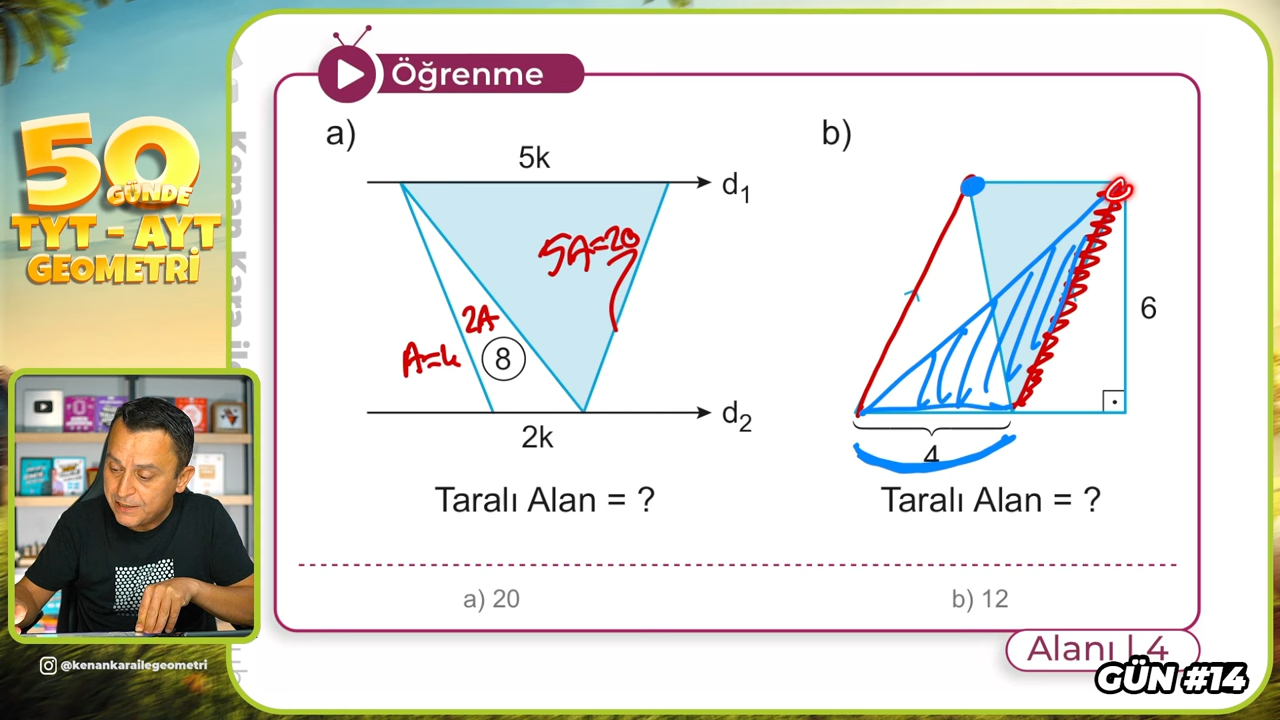 50
GÜNDE
TYT - AYT
GEOMETRİ
Öğrenme
a)
5k
d1
5A=20
2A
A=4
8
2k
d2
Taralı Alan = ?
b)
6
4
Taralı Alan = ?
a) 20
b) 12
Alanı | 4
GÜN #14
@kenankarailegeometri